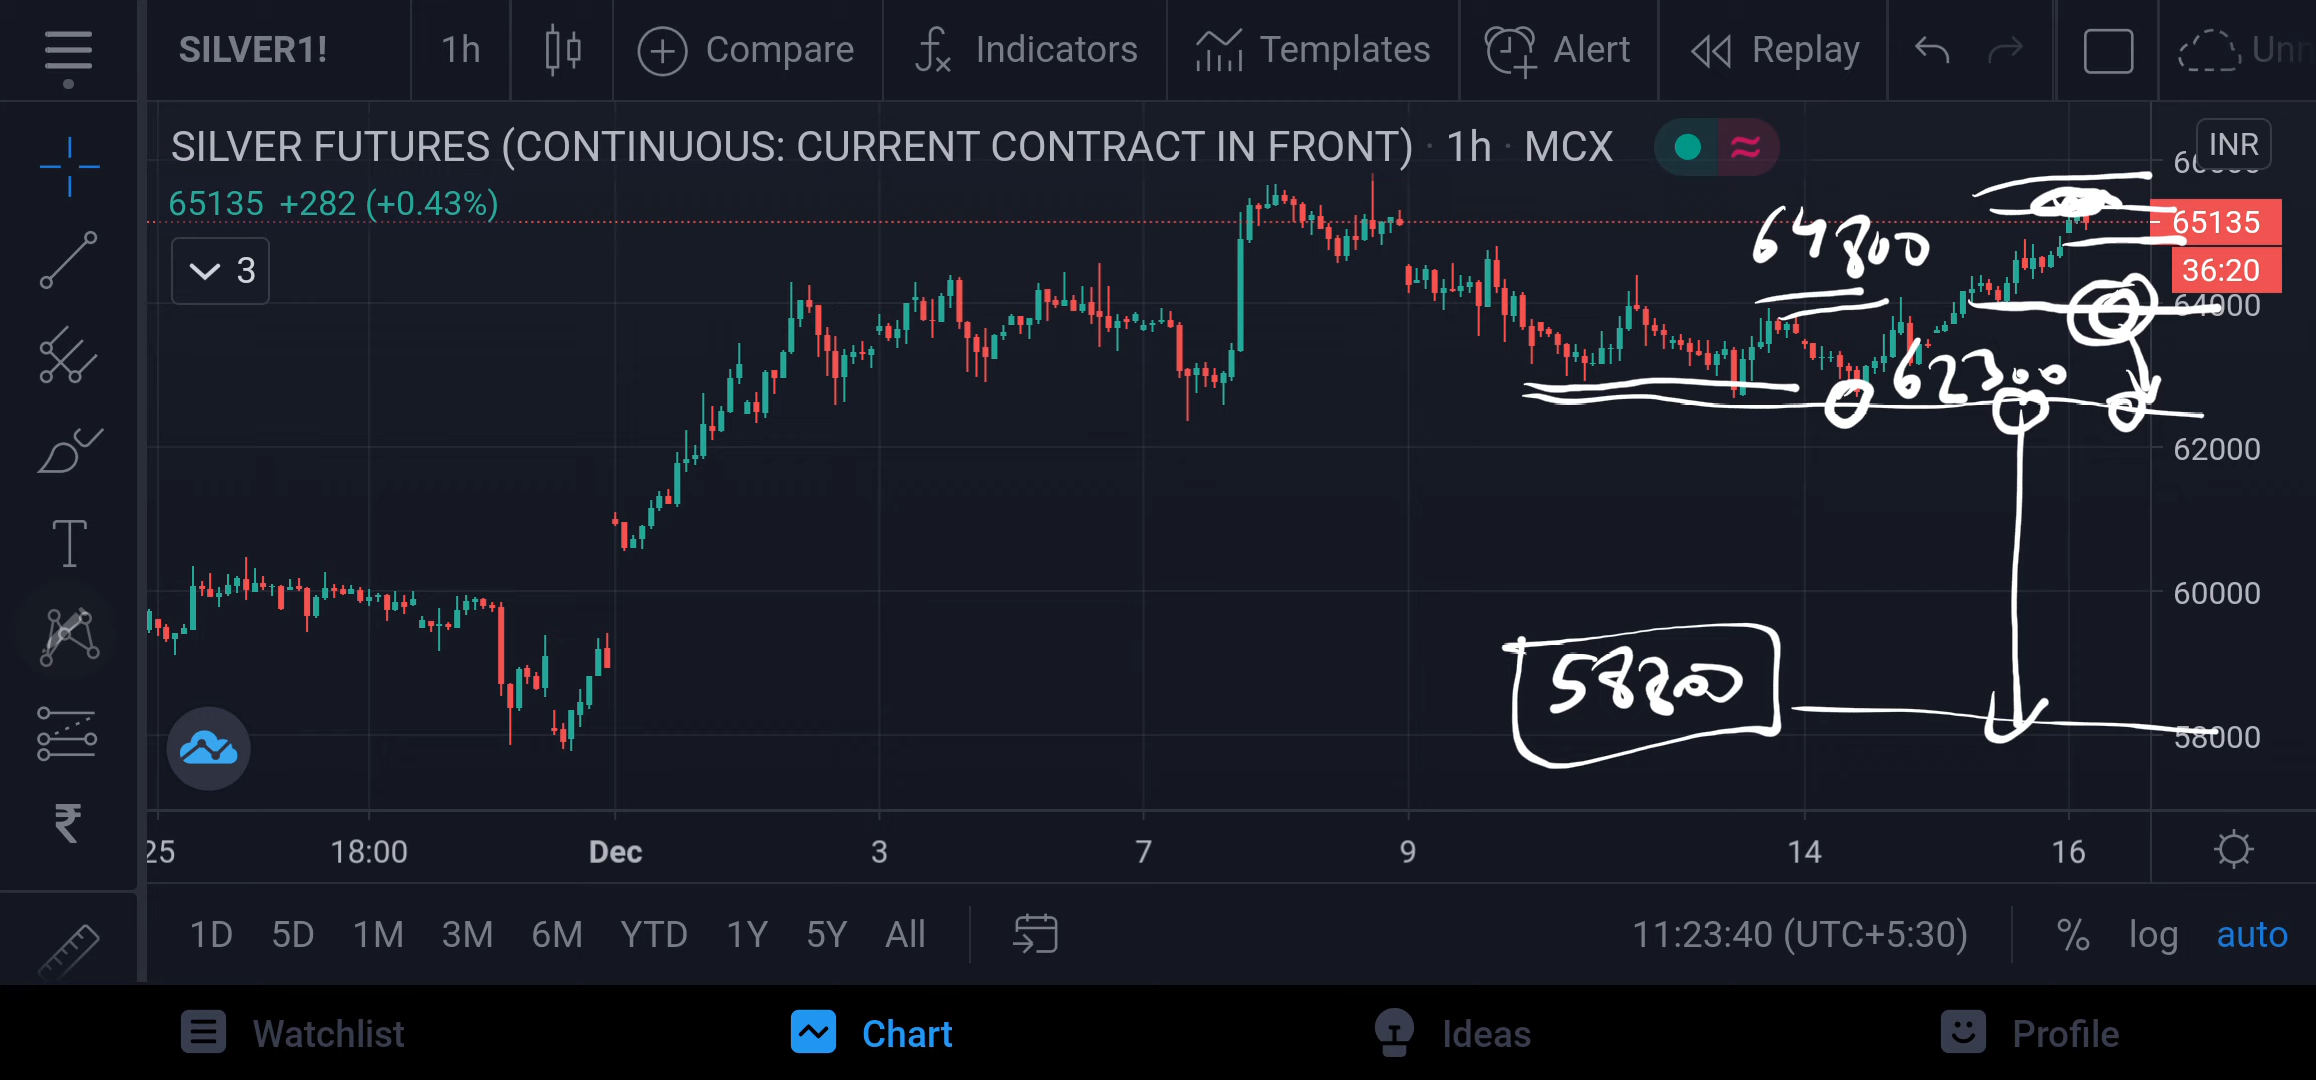 SILVER1! 1h Compare Indicators Templates Alert Replay
SILVER FUTURES (CONTINUOUS: CURRENT CONTRACT IN FRONT) · 1h · MCX
INR
65135 +282 (+0.43%)
3
64800
65135
36:20
64000
62300
62000
60000
58200
58000
25 18:00 Dec 3 7 9 14 16
1D 5D 1M 3M 6M YTD 1Y 5Y All 11:23:40 (UTC+5:30) % log auto
Watchlist Chart Ideas Profile